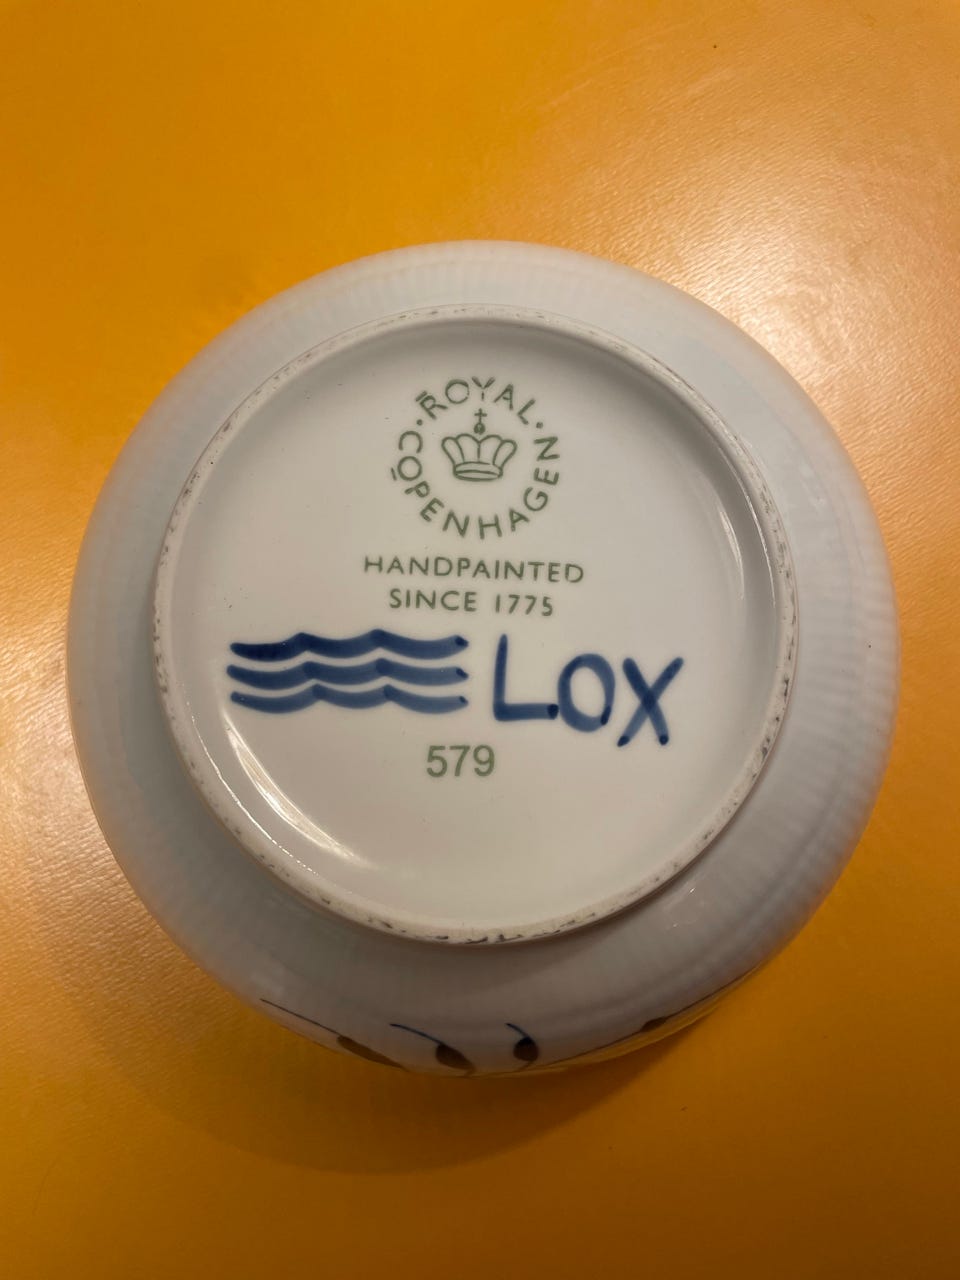 ROYAL
COPENHAGEN
HANDPAINTED
SINCE 1775
LOX
579